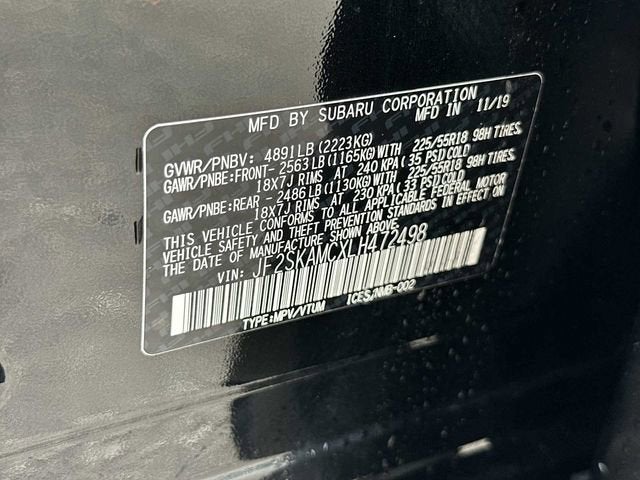 MFD BY SUBARU CORPORATION
MFD IN 11/19
GVWR/PNBV: 4891LB(2223KG)
GAWR/PNBE:FRONT- 2563LB(1165KG)WITH 225/55R18 98H TIRES,
18X7J RIMS AT 240 KPA(35 PSI)COLD
GAWR/PNBE:REAR - 2486LB(1130KG)WITH 225/55R18 98H TIRES,
18X7J RIMS AT 230 KPA(33 PSI)COLD
THIS VEHICLE CONFORMS TO ALL APPLICABLE FEDERAL MOTOR
VEHICLE SAFETY AND THEFT PREVENTION STANDARDS IN EFFECT ON
THE DATE OF MANUFACTURE SHOWN ABOVE.
VIN: JF2SKAMCXLH472498
TYPE:MPV/VTUM ICES/NMB-002